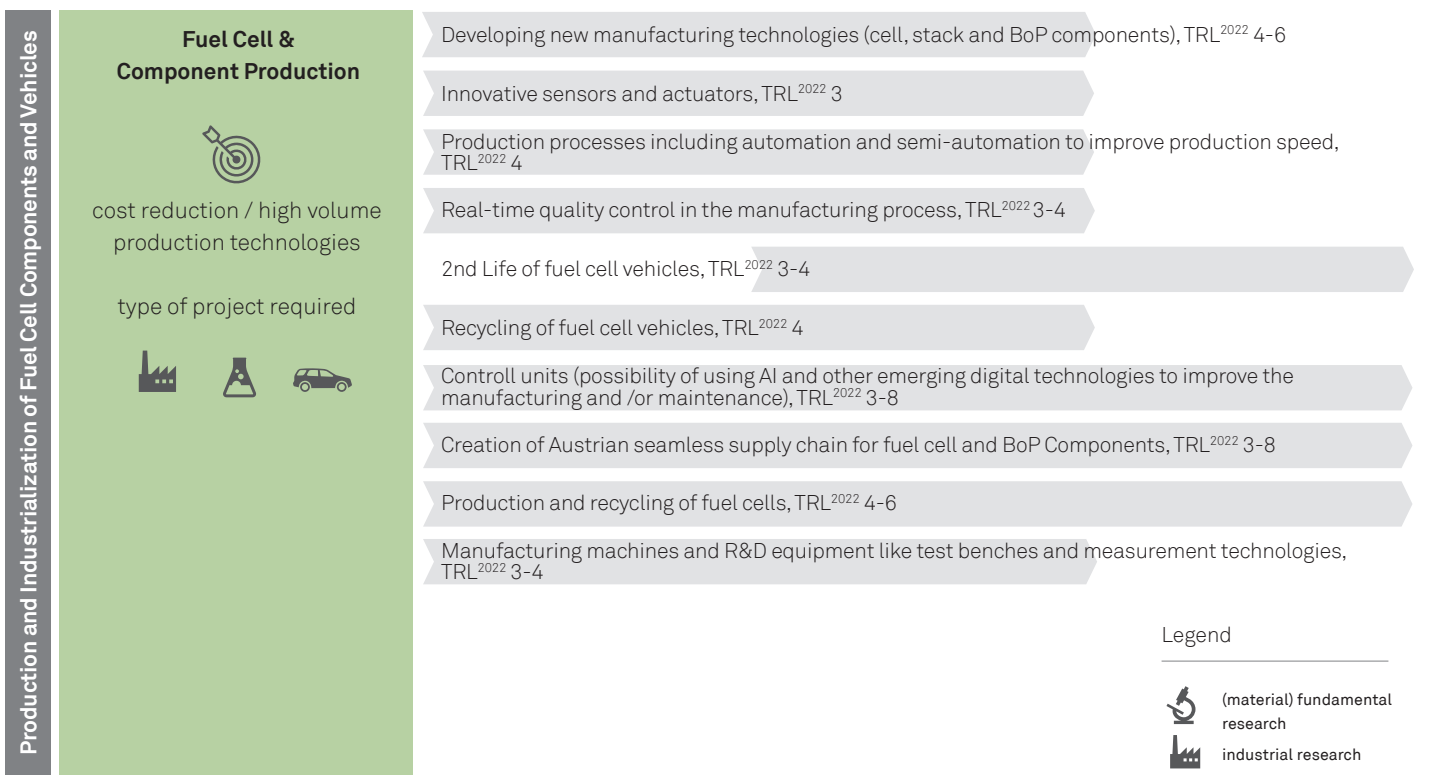 Production and Industrialization of Fuel Cell Components and Vehicles
Fuel Cell &
Component Production
cost reduction / high volume
production technologies
type of project required
Developing new manufacturing technologies (cell, stack and BoP components), TRL2022 4-6
Innovative sensors and actuators, TRL2022 3
Production processes including automation and semi-automation to improve production speed,
TRL2022 4
Real-time quality control in the manufacturing process, TRL2022 3-4
2nd Life of fuel cell vehicles, TRL2022 3-4
Recycling of fuel cell vehicles, TRL2022 4
Controll units (possibility of using AI and other emerging digital technologies to improve the
manufacturing and /or maintenance), TRL2022 3-8
Creation of Austrian seamless supply chain for fuel cell and BoP Components, TRL2022 3-8
Production and recycling of fuel cells, TRL2022 4-6
Manufacturing machines and R&D equipment like test benches and measurement technologies,
TRL2022 3-4
Legend
(material) fundamental
research
industrial research